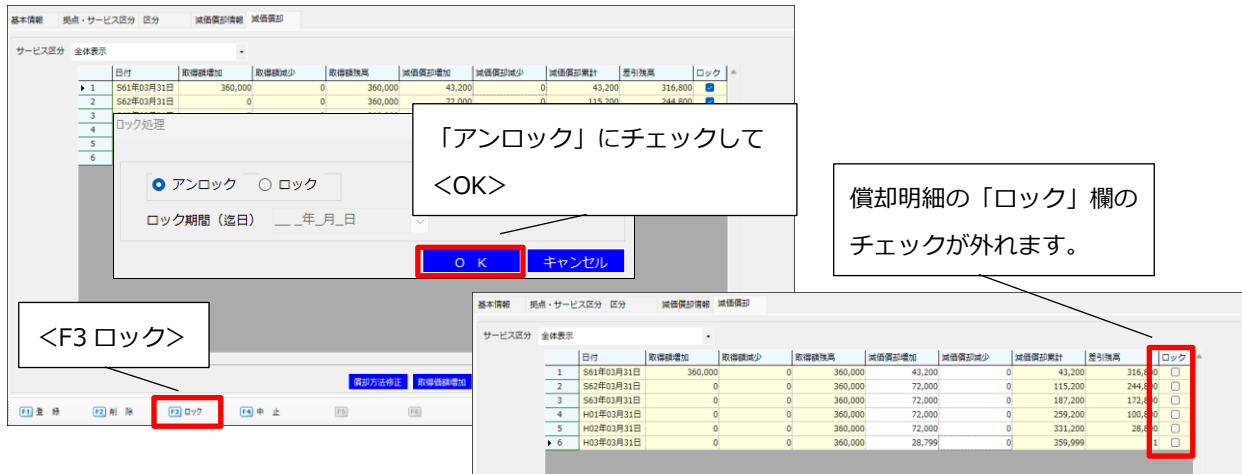 基本情報 拠点・サービス区分 区分 減価償却情報 減価償却
サービス区分 全体表示
日付 取得額増加 取得額減少 取得額残高 減価償却増加 減価償却減少 減価償却累計 差引残高 ロック
1 S61年03月31日 360,000 0 360,000 43,200 0 43,200 316,800
2 S62年03月31日 0 0 360,000 72,000 0 115,200 244,800
3
4
5
6
ロック処理
アンロック ロック
ロック期間（迄日） __年_月_日
ＯＫ キャンセル
「アンロック」にチェックして
<OK>
償却明細の「ロック」欄の
チェックが外れます。
<F3 ロック>
償却方法修正 取得価額増加
F1 登 録 F2 削 除 F3 ロック F4 中 止 F5 F6
基本情報 拠点・サービス区分 区分 減価償却情報 減価償却
サービス区分 全体表示
日付 取得額増加 取得額減少 取得額残高 減価償却増加 減価償却減少 減価償却累計 差引残高 ロック
1 S61年03月31日 360,000 0 360,000 43,200 0 43,200 316,800
2 S62年03月31日 0 0 360,000 72,000 0 115,200 244,800
3 S63年03月31日 0 0 360,000 72,000 0 187,200 172,800
4 H01年03月31日 0 0 360,000 72,000 0 259,200 100,800
5 H02年03月31日 0 0 360,000 72,000 0 331,200 28,800
6 H03年03月31日 0 0 360,000 28,799 0 359,999 1